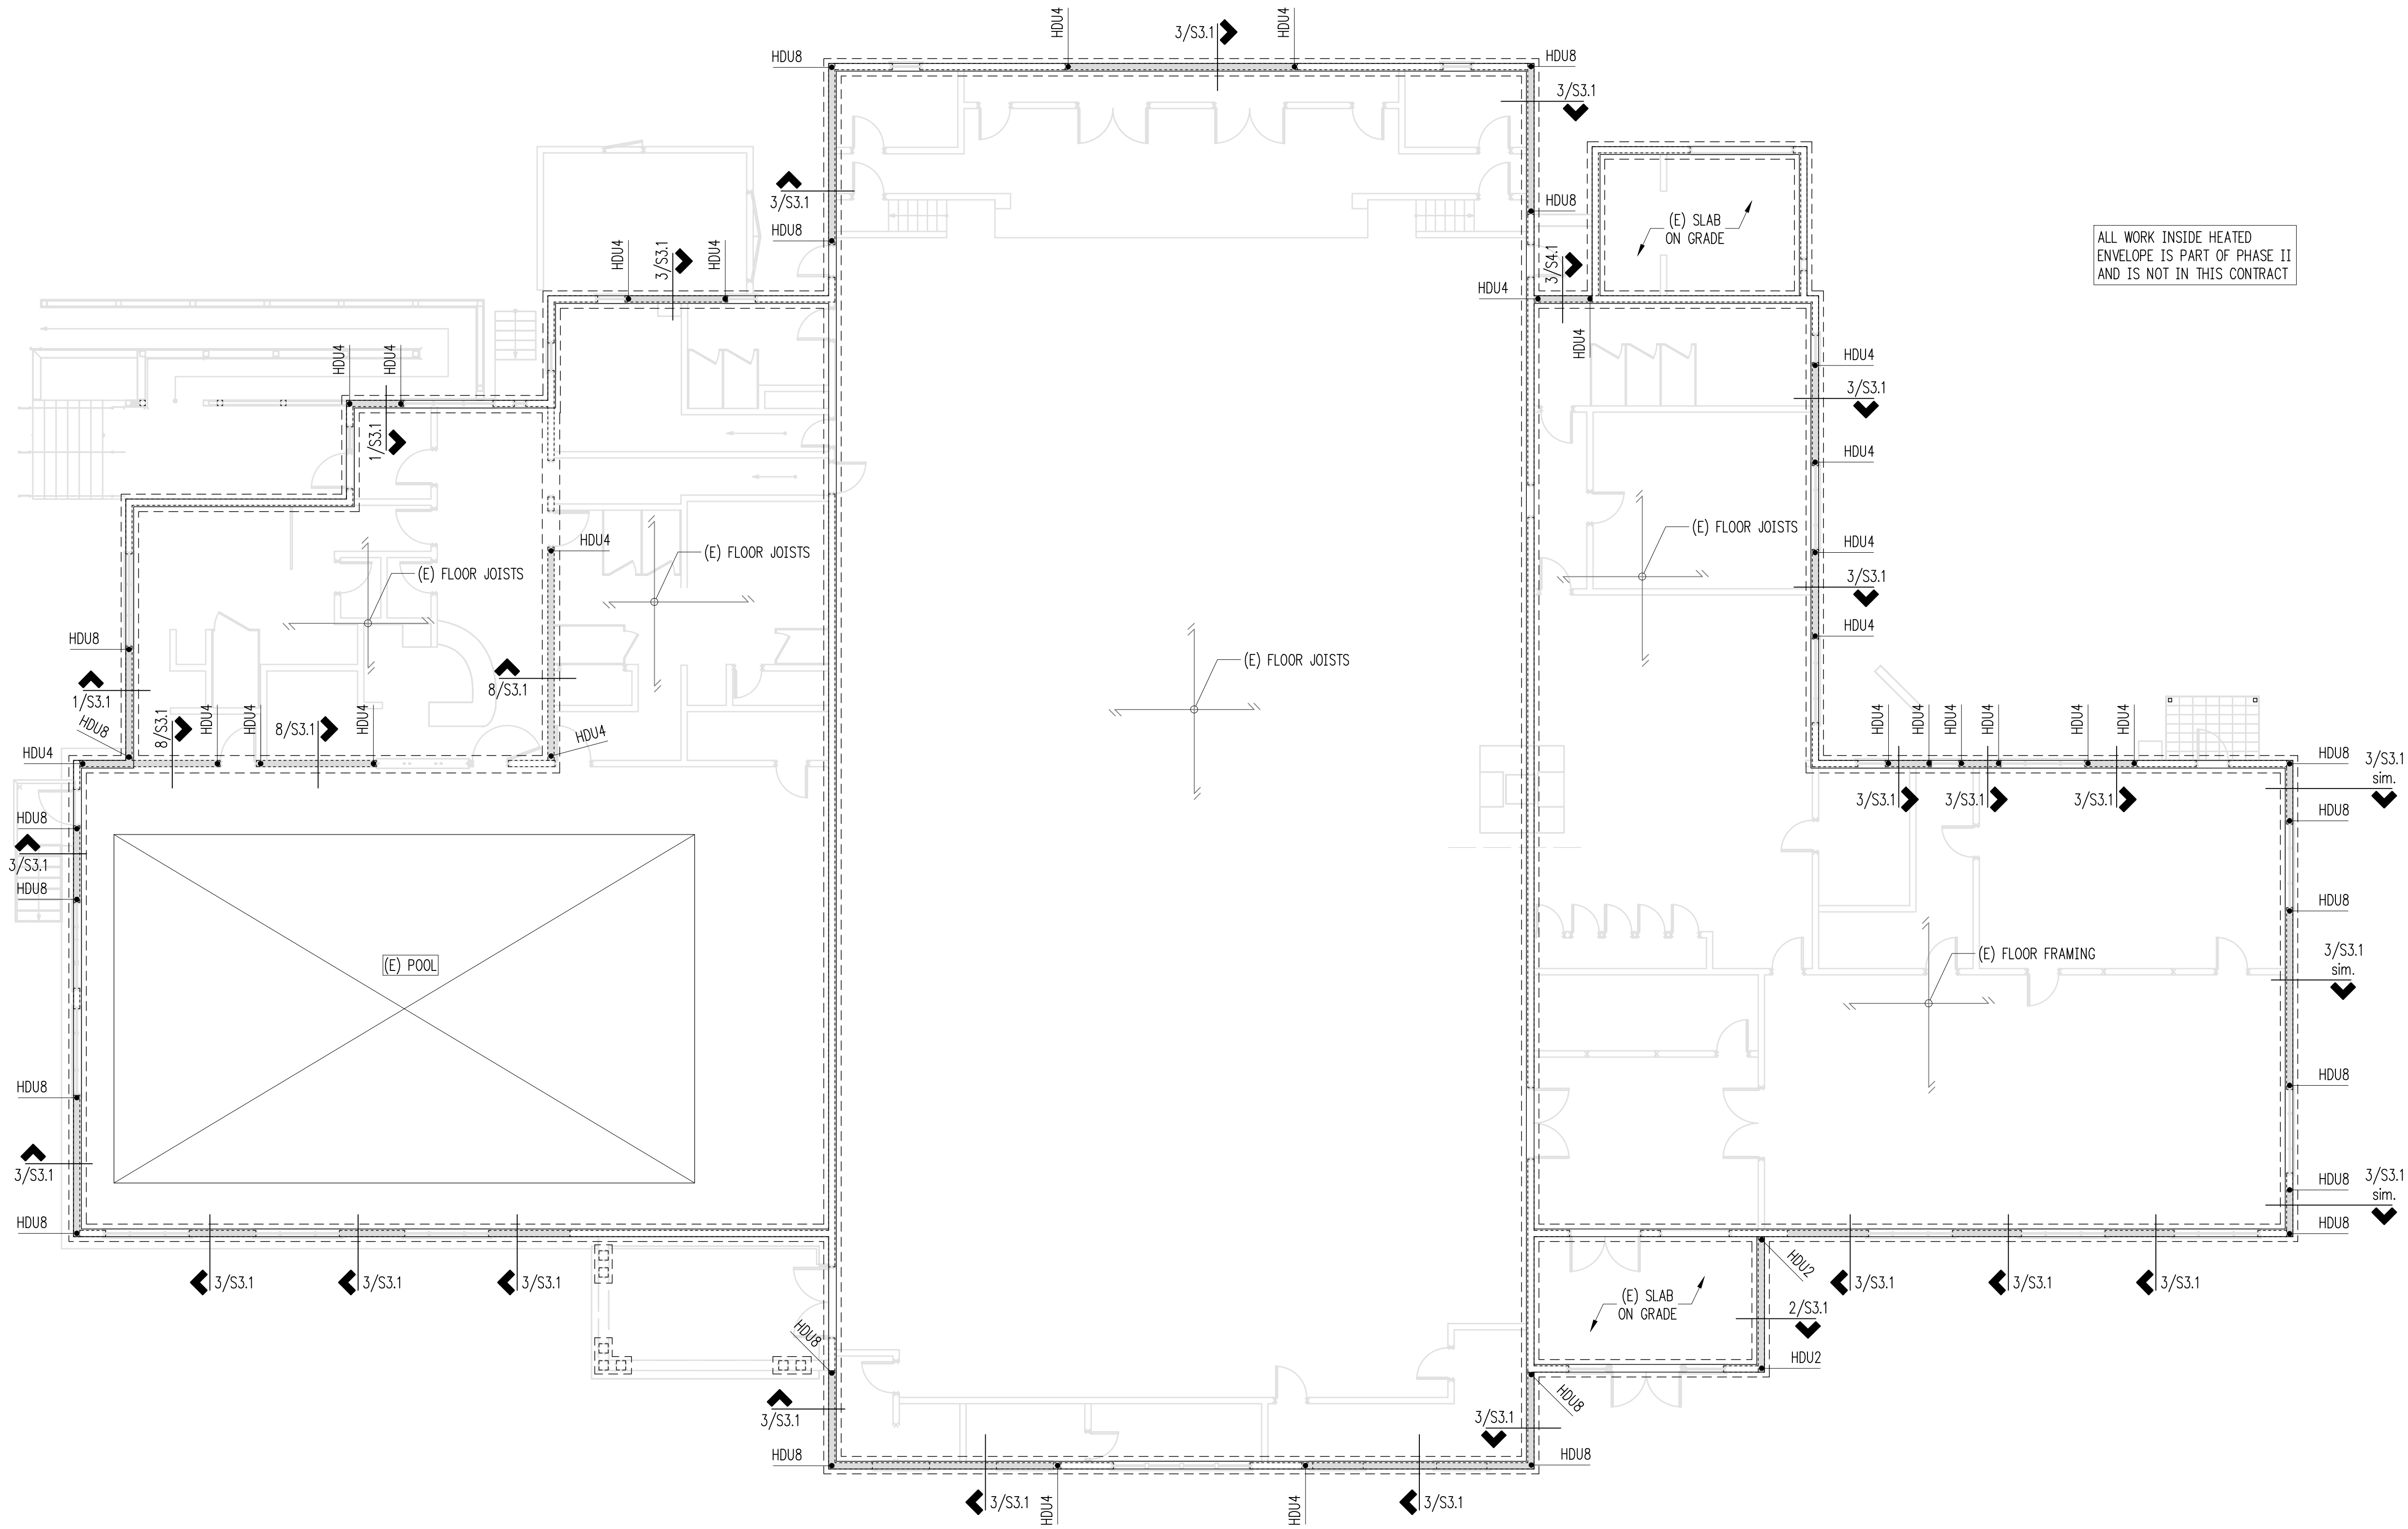 HDU4
3/S3.1
HDU4
HDU8
HDU8
3/S3.1
3/S3.1
HDU8
HDU8
HDU4
3/S3.1
HDU4
(E) SLAB
ON GRADE
ALL WORK INSIDE HEATED
ENVELOPE IS PART OF PHASE II
AND IS NOT IN THIS CONTRACT
3/S4.1
HDU4
HDU4
HDU4
HDU4
1/S3.1
HDU4
3/S3.1
HDU4
(E) FLOOR JOISTS
HDU4
(E) FLOOR JOISTS
(E) FLOOR JOISTS
HDU4
3/S3.1
HDU4
HDU8
(E) FLOOR JOISTS
1/S3.1
8/S3.1
HDU8
8/S3.1
HDU4
HDU4
8/S3.1
HDU4
HDU4
HDU4
HDU4
HDU4
HDU4
HDU4
HDU4
HDU4
HDU8
3/S3.1
sim.
3/S3.1
3/S3.1
3/S3.1
HDU8
HDU8
3/S3.1
HDU8
HDU8
(E) POOL
(E) FLOOR FRAMING
3/S3.1
sim.
HDU8
HDU8
3/S3.1
HDU8
HDU8
3/S3.1
sim.
HDU8
3/S3.1
3/S3.1
3/S3.1
HDU2
3/S3.1
3/S3.1
3/S3.1
(E) SLAB
ON GRADE
2/S3.1
HDU8
HDU2
HDU8
3/S3.1
3/S3.1
HDU8
HDU8
3/S3.1
HDU4
HDU4
3/S3.1